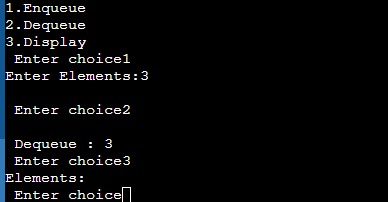 1.Enqueue
2.Dequeue
3.Display
Enter choice1
Enter Elements:3
Enter choice2
Dequeue : 3
Enter choice3
Elements:
Enter choice